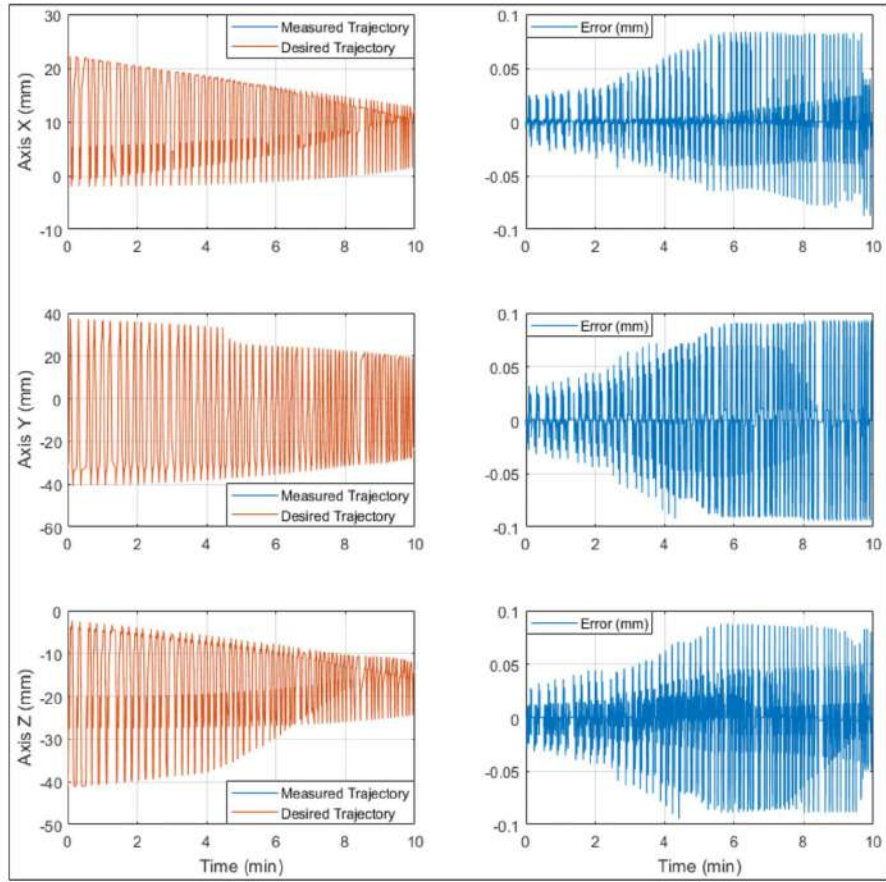 Axis X (mm)
30
20
10
0
-10
0 2 4 6 8 10
Measured Trajectory
Desired Trajectory
0.1
0.05
0
-0.05
-0.1
0 2 4 6 8 10
Error (mm)
Axis Y (mm)
40
20
0
-20
-40
-60
0 2 4 6 8 10
Measured Trajectory
Desired Trajectory
0.1
0.05
0
-0.05
-0.1
0 2 4 6 8 10
Error (mm)
Axis Z (mm)
0
-10
-20
-30
-40
-50
0 2 4 6 8 10
Measured Trajectory
Desired Trajectory
Time (min)
0.1
0.05
0
-0.05
-0.1
0 2 4 6 8 10
Error (mm)
Time (min)